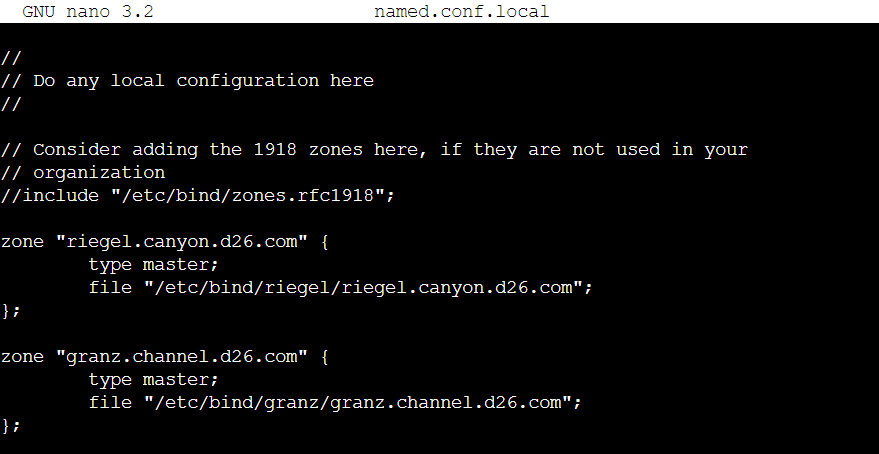 GNU nano 3.2 named.conf.local
//
// Do any local configuration here
//
// Consider adding the 1918 zones here, if they are not used in your
// organization
//include "/etc/bind/zones.rfc1918";
zone "riegel.canyon.d26.com" {
type master;
file "/etc/bind/riegel/riegel.canyon.d26.com";
};
zone "granz.channel.d26.com" {
type master;
file "/etc/bind/granz/granz.channel.d26.com";
};